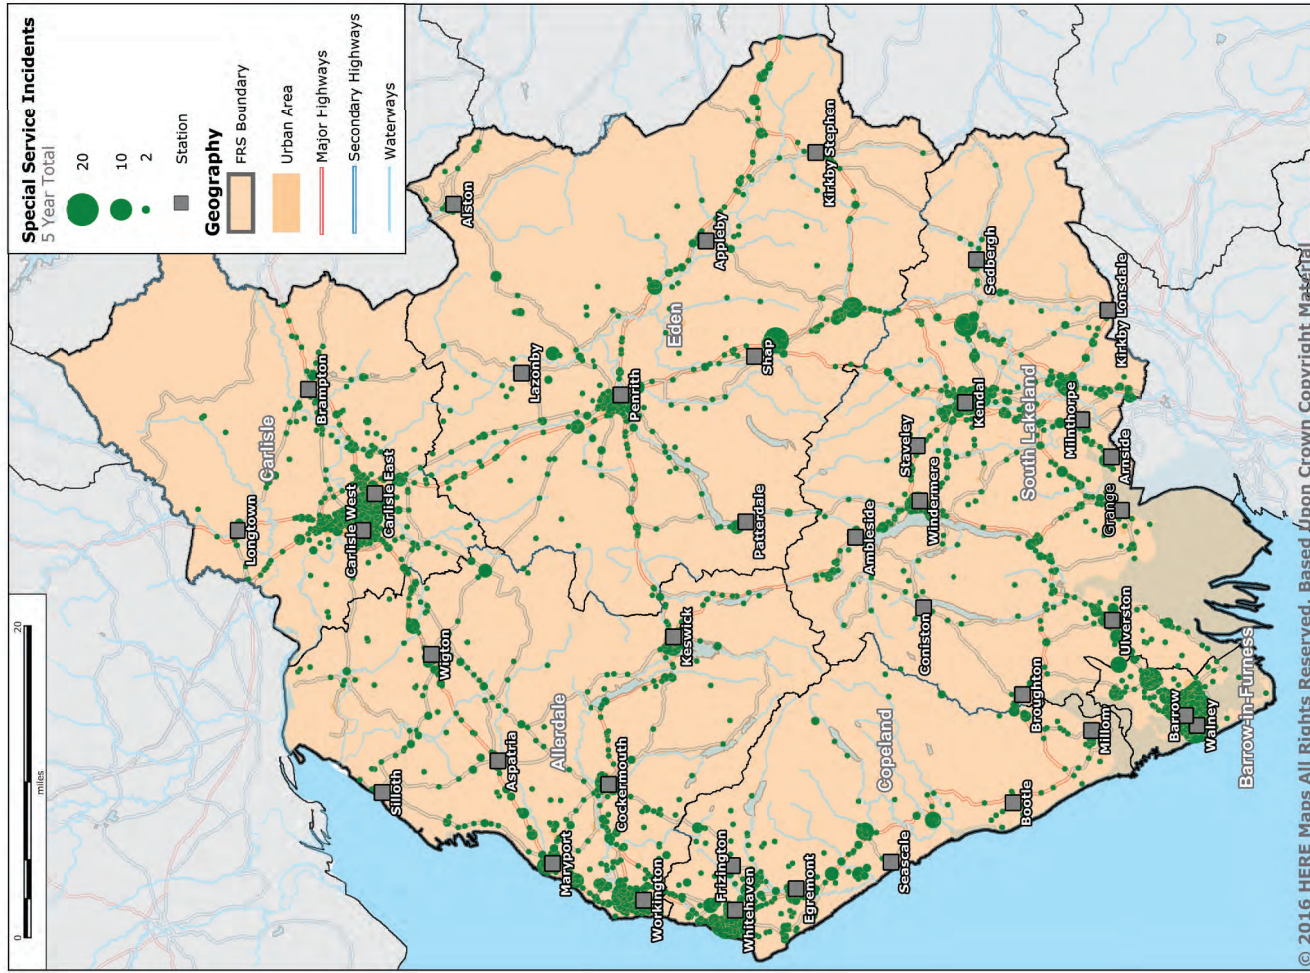 Special Service Incidents
5 Year Total
20
10
2
Station
Geography
FRS Boundary
Urban Area
Major Highways
Secondary Highways
Waterways
0
20
miles
Longtown
Carlisle
Brampton
Carlisle West
Carlisle East
Alston
Silloth
Wigton
Aspatria
Lazonby
Allerdale
Maryport
Cockermouth
Penrith
Eden
Appleby
Workington
Keswick
Frizington
Whitehaven
Patterdale
Shap
Egremont
Kirkby Stephen
Copeland
Seascale
Ambleside
Staveley
Windermere
Coniston
Kendal
Sedbergh
Bootle
Broughton
South Lakeland
Milnthorpe
Millom
Ulverston
Grange
Arnside
Kirkby Lonsdale
Barrow
Walney
Barrow-in-Furness
© 2016 HERE Maps All Rights Reserved. Based Upon Crown Copyright Material